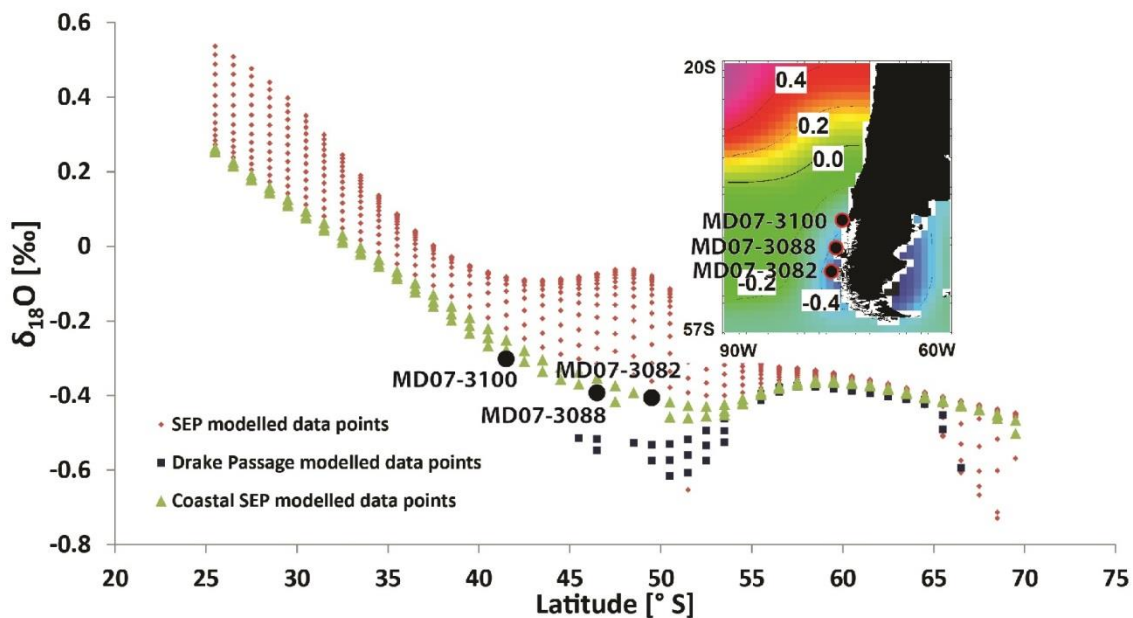 0.6
0.4
0.2
0
-0.2
-0.4
-0.6
-0.8
δ18O [‰]
20S
0.4
0.2
0.0
MD07-3100
MD07-3088
MD07-3082
-0.2
-0.4
57S
90W 60W
MD07-3100
MD07-3082
MD07-3088
SEP modelled data points
Drake Passage modelled data points
Coastal SEP modelled data points
20 25 30 35 40 45 50 55 60 65 70 75
Latitude [° S]